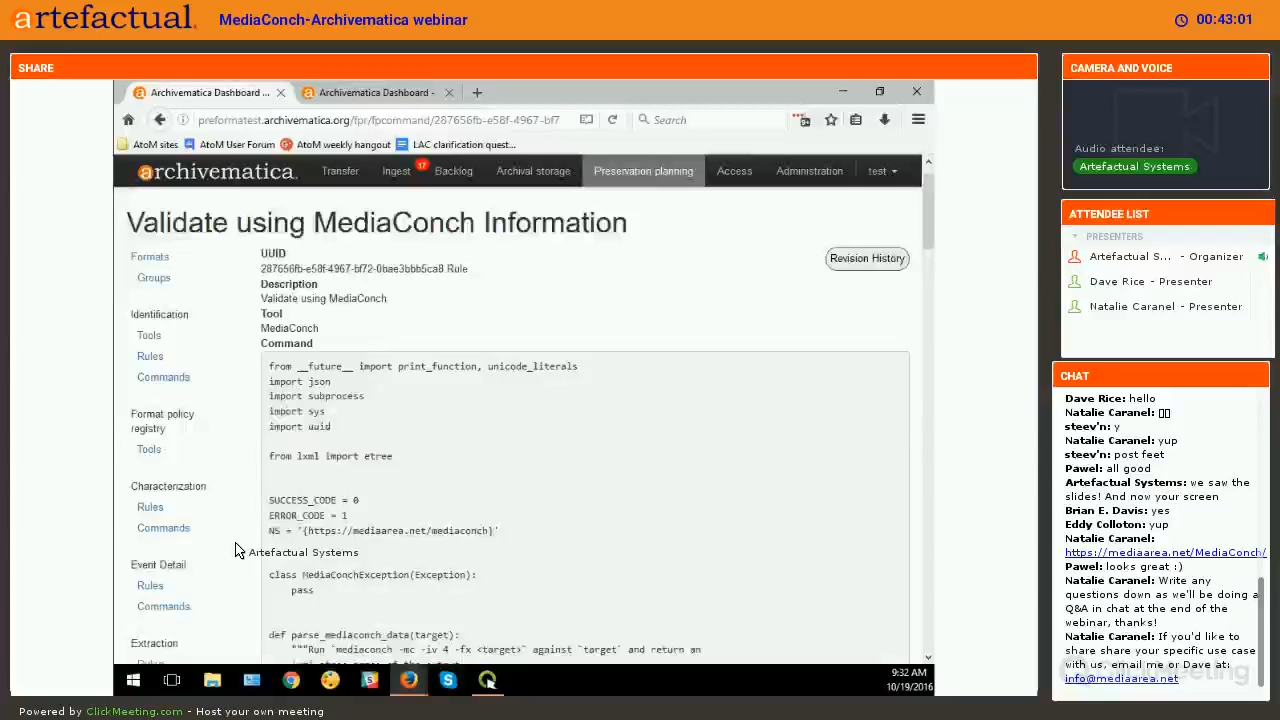 artefactual.
MediaConch-Archivematica webinar
00:43:01
SHARE
Archivematica Dashboard ...
Archivematica Dashboard -
preformatest.archivematica.org/fpr/fpcommand/287656fb-e58f-4967-bf7
Search
AtoM sites
AtoM User Forum
AtoM weekly hangout
LAC clarification quest...
archivematica.
Transfer
Ingest
17
Backlog
Archival storage
Preservation planning
Access
Administration
test
Validate using MediaConch Information
Formats
Groups
Identification
Tools
Rules
Commands
Format policy
registry
Tools
Characterization
Rules
Commands
Event Detail
Rules
Commands
Extraction
Rules
UUID
287656fb-e58f-4967-bf72-0bae3bbb5ca8 Rule
Revision History
Description
Validate using MediaConch
Tool
MediaConch
Command
from __future__ import print_function, unicode_literals
import json
import subprocess
import sys
import uuid
from lxml import etree
SUCCESS_CODE = 0
ERROR_CODE = 1
NS = '{https://mediaarea.net/mediaconch}'
Artefactual Systems
class MediaConchException(Exception):
pass
def parse_mediaconch_data(target):
"""Run `mediaconch -mc -iv 4 -fx <target>` against `target` and return an
9:32 AM
10/19/2016
CAMERA AND VOICE
Audio attendee:
Artefactual Systems
ATTENDEE LIST
PRESENTERS
Artefactual S... - Organizer
Dave Rice - Presenter
Natalie Caranel - Presenter
CHAT
Dave Rice: hello
Natalie Caranel:
steev'n: y
Natalie Caranel: yup
steev'n: post feet
Pawel: all good
Artefactual Systems: we saw the
slides! And now your screen
Brian E. Davis: yes
Eddy Colloton: yup
Natalie Caranel:
https://mediaarea.net/MediaConch/
Pawel: looks great :)
Natalie Caranel: Write any
questions down as we'll be doing a
Q&A in chat at the end of the
webinar, thanks!
Natalie Caranel: If you'd like to
share share your specific use case
with us, email me or Dave at:
info@mediaarea.net
Powered by ClickMeeting.com - Host your own meeting